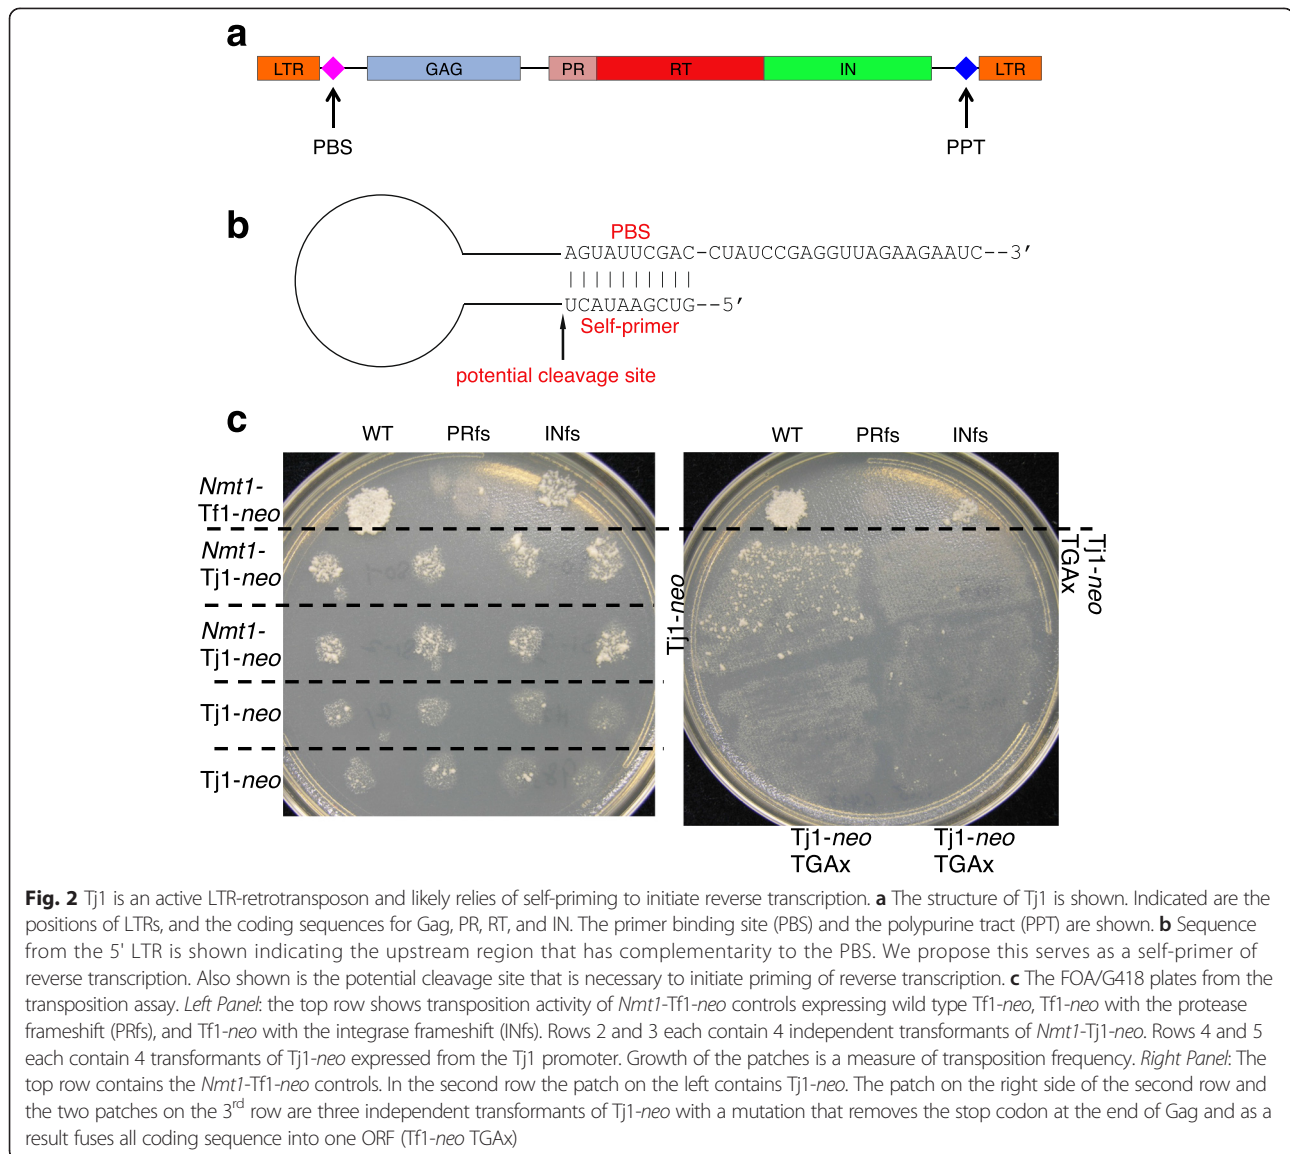 a
LTR GAG PR RT IN LTR
PBS PPT
b
PBS
AGUAUUCGAC-CUAUCCGAGGUUAGAAGAAUC--3′
UCAUAAGCUG--5′
Self-primer
potential cleavage site
c
WT PRfs INfs
WT PRfs INfs
Nmt1-
Tf1-neo
Nmt1-
Tj1-neo
Nmt1-
Tj1-neo
Tj1-neo
Tj1-neo
Tj1-neo
Tj1-neo
TGAx
Tj1-neo
TGAx
Tj1-neo
TGAx
Fig. 2 Tj1 is an active LTR-retrotransposon and likely relies of self-priming to initiate reverse transcription. a The structure of Tj1 is shown. Indicated are the
positions of LTRs, and the coding sequences for Gag, PR, RT, and IN. The primer binding site (PBS) and the polypurine tract (PPT) are shown. b Sequence
from the 5' LTR is shown indicating the upstream region that has complementarity to the PBS. We propose this serves as a self-primer of
reverse transcription. Also shown is the potential cleavage site that is necessary to initiate priming of reverse transcription. c The FOA/G418 plates from the
transposition assay. Left Panel: the top row shows transposition activity of Nmt1-Tf1-neo controls expressing wild type Tf1-neo, Tf1-neo with the protease
frameshift (PRfs), and Tf1-neo with the integrase frameshift (INfs). Rows 2 and 3 each contain 4 independent transformants of Nmt1-Tj1-neo. Rows 4 and 5
each contain 4 transformants of Tj1-neo expressed from the Tj1 promoter. Growth of the patches is a measure of transposition frequency. Right Panel: The
top row contains the Nmt1-Tf1-neo controls. In the second row the patch on the left contains Tj1-neo. The patch on the right side of the second row and
the two patches on the 3rd row are three independent transformants of Tj1-neo with a mutation that removes the stop codon at the end of Gag and as a
result fuses all coding sequence into one ORF (Tf1-neo TGAx)